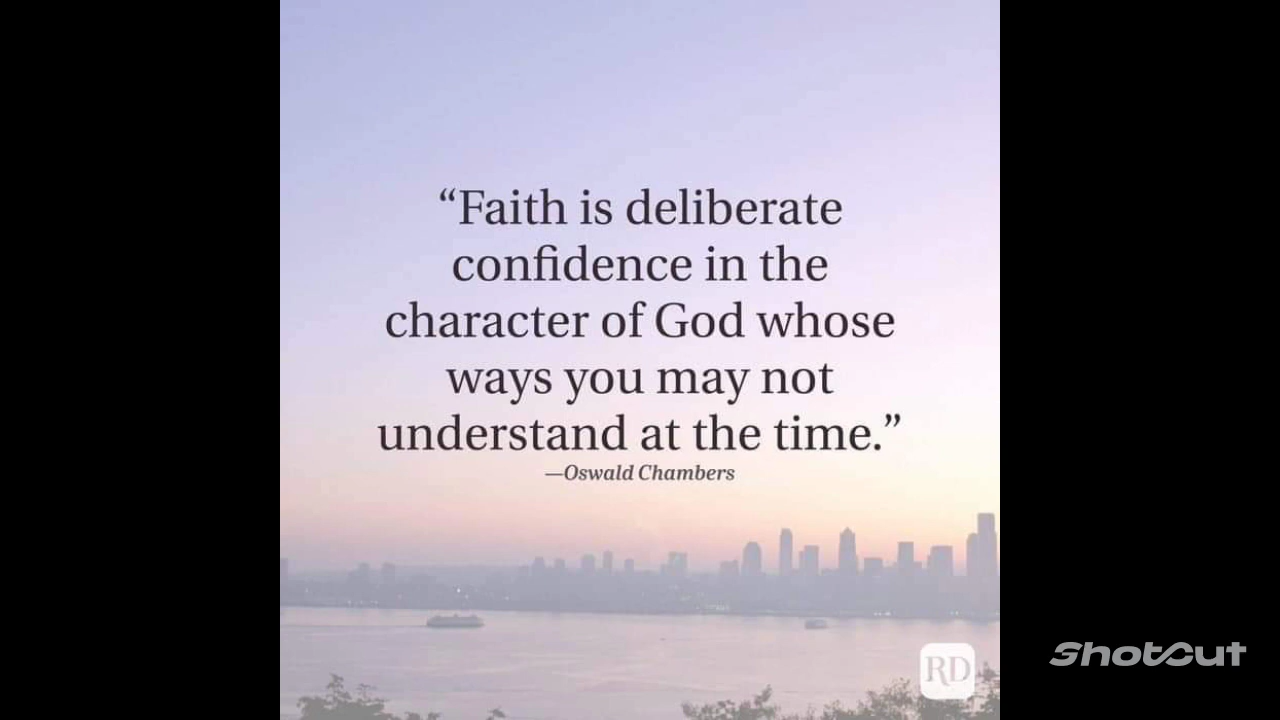 “Faith is deliberate
confidence in the
character of God whose
ways you may not
understand at the time.”
—Oswald Chambers
RD
ShotCut